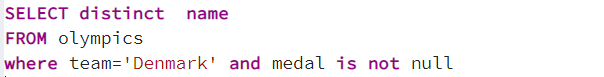 SELECT distinct  name
FROM olympics
where team='Denmark' and medal is not null